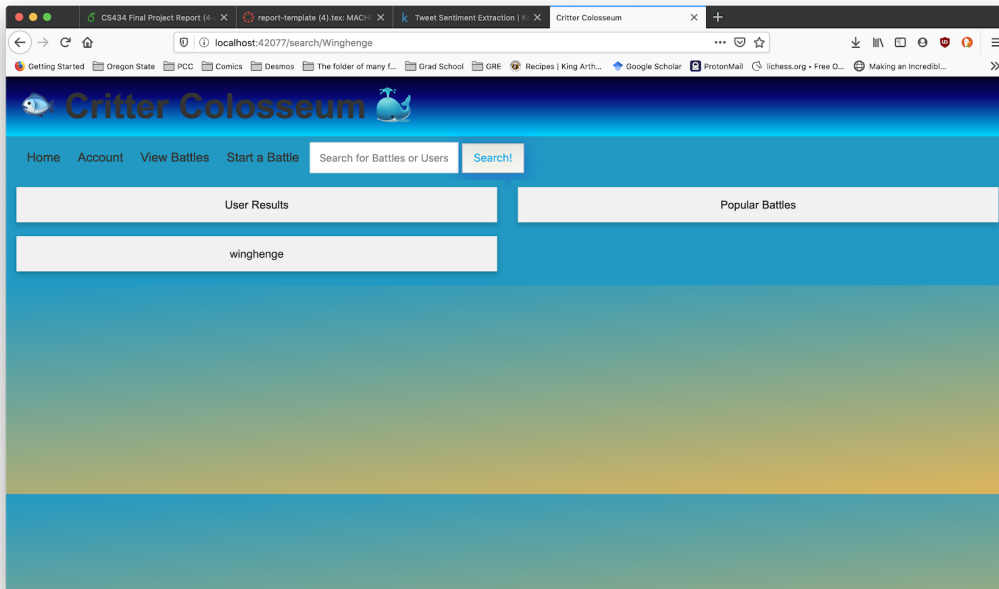 CS434 Final Project Report (4-
report-template (4).tex: MACHI
Tweet Sentiment Extraction | Ka
Critter Colosseum
localhost:42077/search/Winghenge
Getting Started Oregon State PCC Comics Desmos The folder of many f... Grad School GRE Recipes | King Arth... Google Scholar ProtonMail lichess.org • Free O... Making an Incredibl...
Critter Colosseum
Home Account View Battles Start a Battle Search for Battles or Users Search!
User Results Popular Battles
winghenge